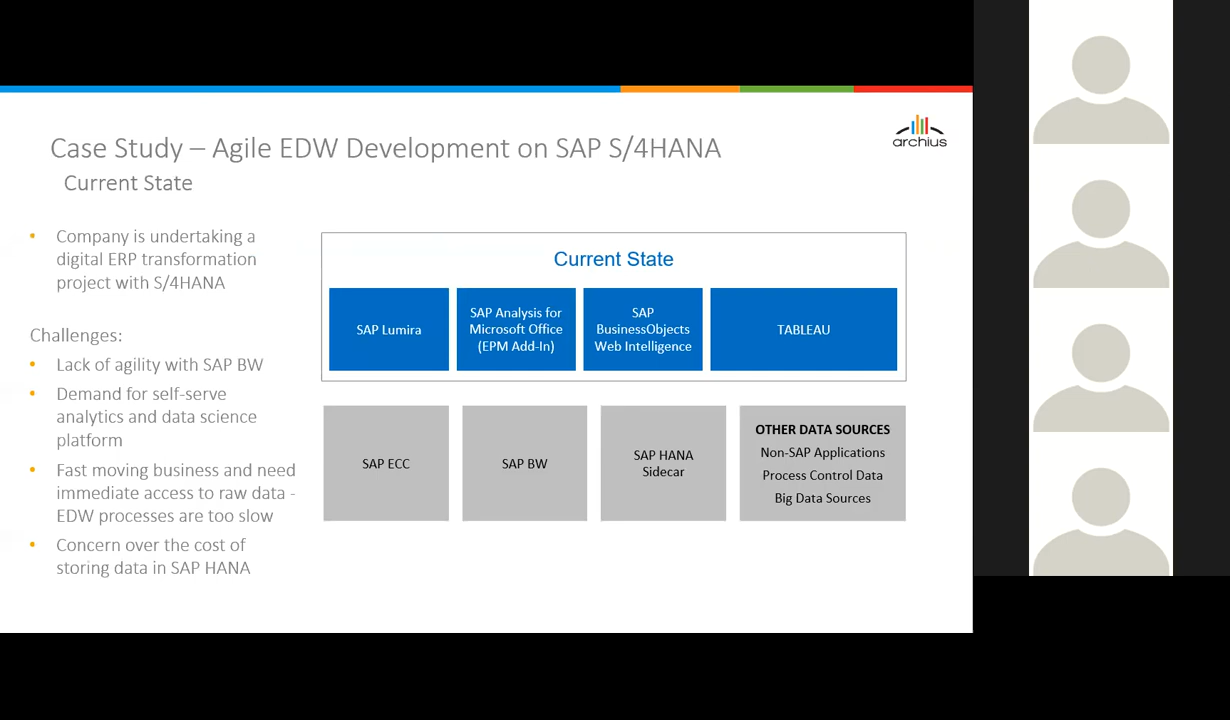 archius
Case Study – Agile EDW Development on SAP S/4HANA
Current State
• Company is undertaking a
digital ERP transformation
project with S/4HANA
Challenges:
• Lack of agility with SAP BW
• Demand for self-serve
analytics and data science
platform
• Fast moving business and need
immediate access to raw data -
EDW processes are too slow
• Concern over the cost of
storing data in SAP HANA
Current State
SAP Lumira
SAP Analysis for
Microsoft Office
(EPM Add-In)
SAP
BusinessObjects
Web Intelligence
TABLEAU
SAP ECC
SAP BW
SAP HANA
Sidecar
OTHER DATA SOURCES
Non-SAP Applications
Process Control Data
Big Data Sources